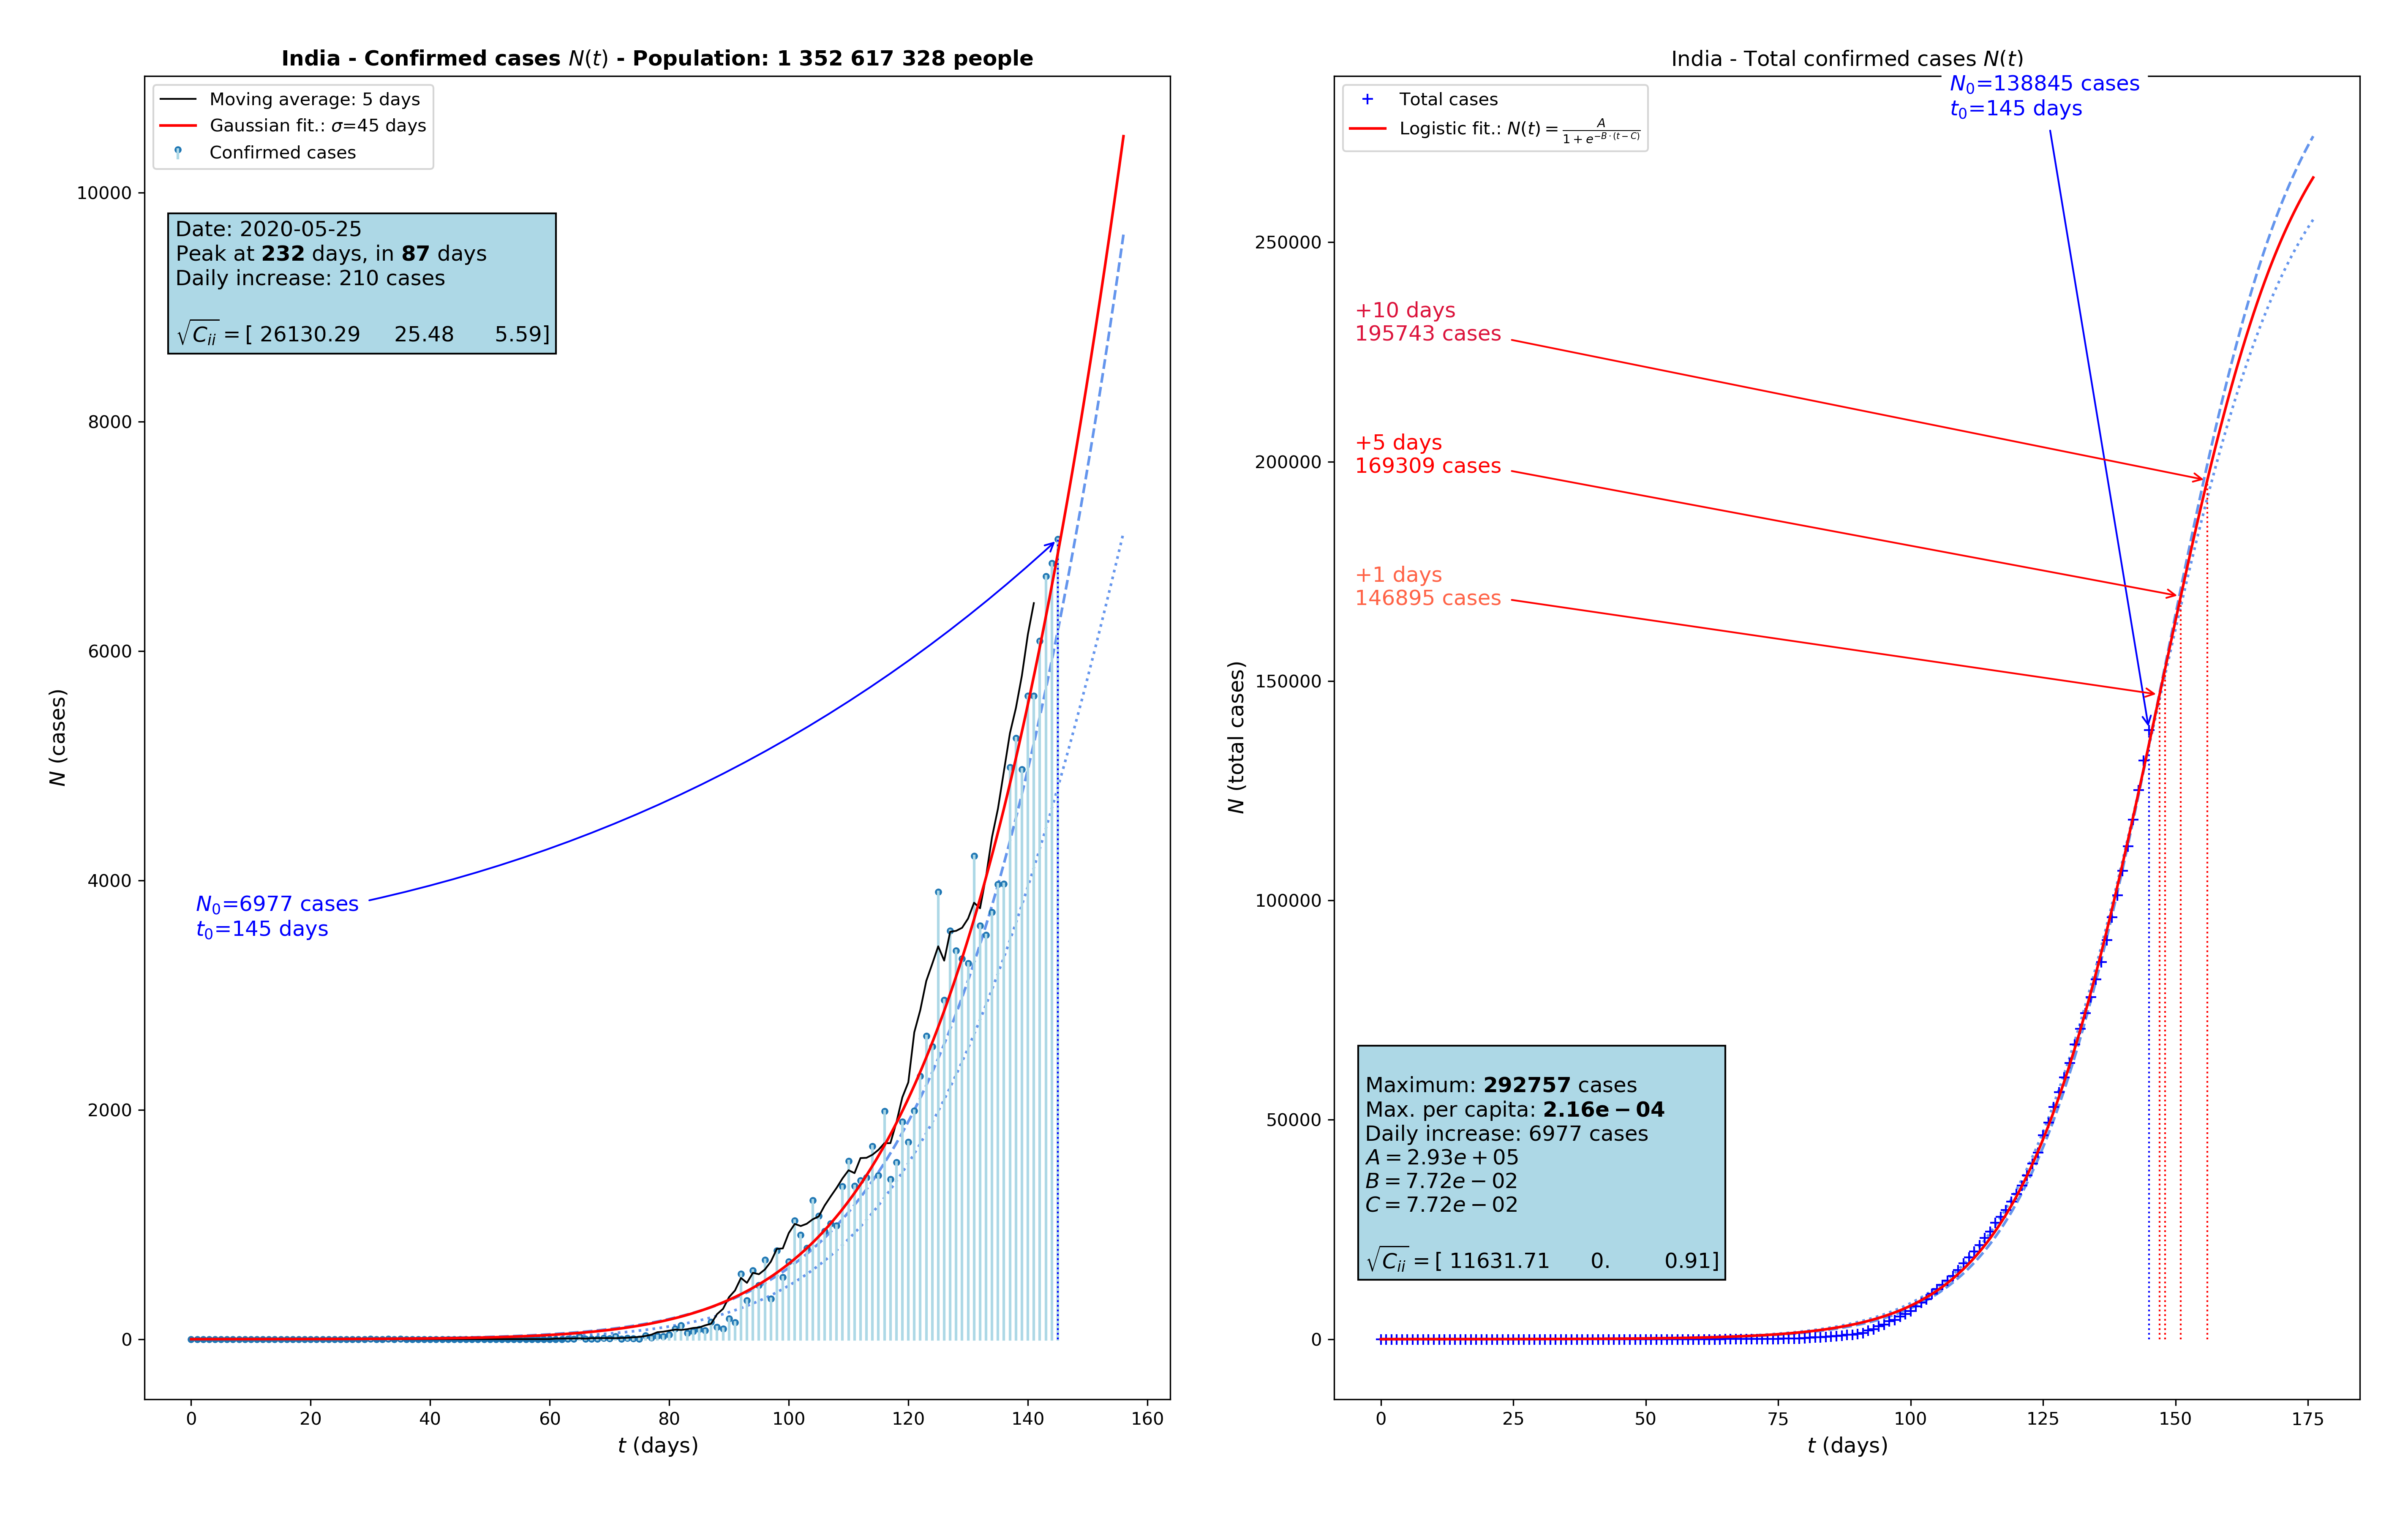 India - Confirmed cases N(t) - Population: 1 352 617 328 people
Moving average: 5 days
Gaussian fit.: σ=45 days
Confirmed cases
Date: 2020-05-25
Peak at 232 days, in 87 days
Daily increase: 210 cases
√C_ii = [ 26130.29 25.48 5.59]
N₀=6977 cases
t₀=145 days
10000
8000
6000
4000
2000
0
N (cases)
0 20 40 60 80 100 120 140 160
t (days)
India - Total confirmed cases N(t)
N₀=138845 cases
t₀=145 days
Total cases
Logistic fit.: N(t) = A / (1 + e^{-B·(t-C)})
+10 days
195743 cases
+5 days
169309 cases
+1 days
146895 cases
Maximum: 292757 cases
Max. per capita: 2.16e − 04
Daily increase: 6977 cases
A = 2.93e + 05
B = 7.72e − 02
C = 7.72e − 02
√C_ii = [ 11631.71 0. 0.91]
250000
200000
150000
100000
50000
0
N (total cases)
0 25 50 75 100 125 150 175
t (days)